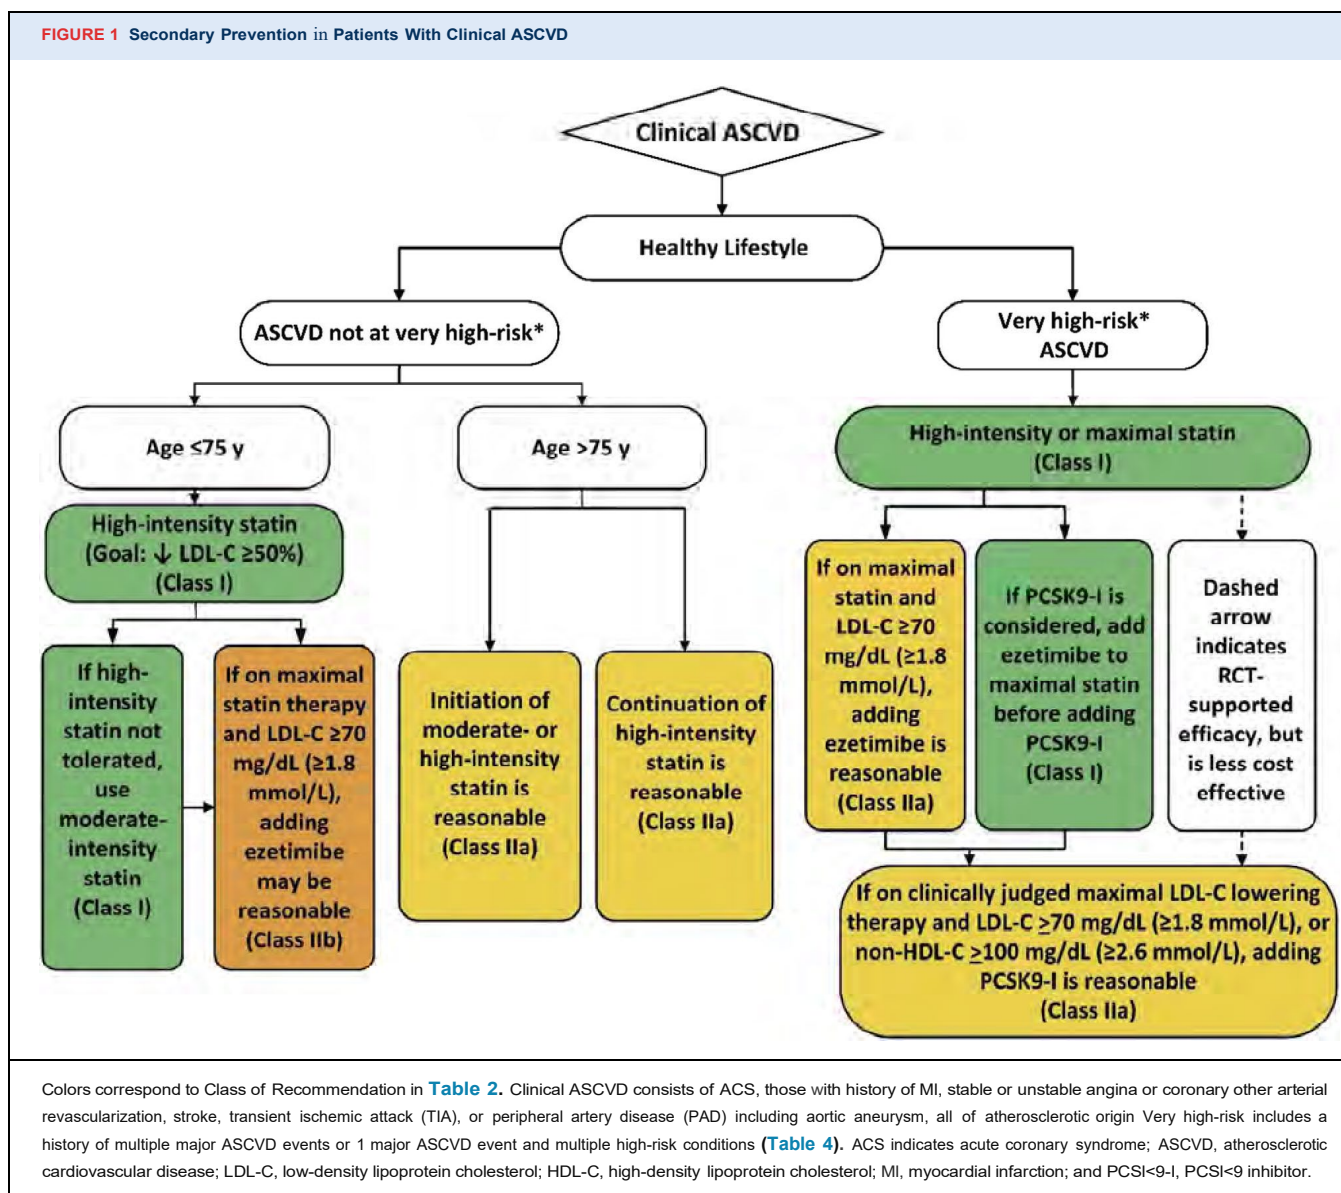 FIGURE 1 Secondary Prevention in Patients With Clinical ASCVD
Clinical ASCVD
Healthy Lifestyle
ASCVD not at very high-risk*
Very high-risk*
ASCVD
Age ≤75 y
Age >75 y
High-intensity or maximal statin
(Class I)
High-intensity statin
(Goal: ↓ LDL-C ≥50%)
(Class I)
If high-
intensity
statin not
tolerated,
use
moderate-
intensity
statin
(Class I)
If on maximal
statin therapy
and LDL-C ≥70
mg/dL (≥1.8
mmol/L),
adding
ezetimibe
may be
reasonable
(Class IIb)
Initiation of
moderate- or
high-intensity
statin is
reasonable
(Class IIa)
Continuation of
high-intensity
statin is
reasonable
(Class IIa)
If on maximal
statin and
LDL-C ≥70
mg/dL (≥1.8
mmol/L),
adding
ezetimibe is
reasonable
(Class IIa)
If PCSK9-I is
considered, add
ezetimibe to
maximal statin
before adding
PCSK9-I
(Class I)
Dashed
arrow
indicates
RCT-
supported
efficacy, but
is less cost
effective
If on clinically judged maximal LDL-C lowering
therapy and LDL-C ≥70 mg/dL (≥1.8 mmol/L), or
non-HDL-C ≥100 mg/dL (≥2.6 mmol/L), adding
PCSK9-I is reasonable
(Class IIa)
Colors correspond to Class of Recommendation in Table 2. Clinical ASCVD consists of ACS, those with history of MI, stable or unstable angina or coronary other arterial
revascularization, stroke, transient ischemic attack (TIA), or peripheral artery disease (PAD) including aortic aneurysm, all of atherosclerotic origin Very high-risk includes a
history of multiple major ASCVD events or 1 major ASCVD event and multiple high-risk conditions (Table 4). ACS indicates acute coronary syndrome; ASCVD, atherosclerotic
cardiovascular disease; LDL-C, low-density lipoprotein cholesterol; HDL-C, high-density lipoprotein cholesterol; MI, myocardial infarction; and PCSI<9-I, PCSI<9 inhibitor.